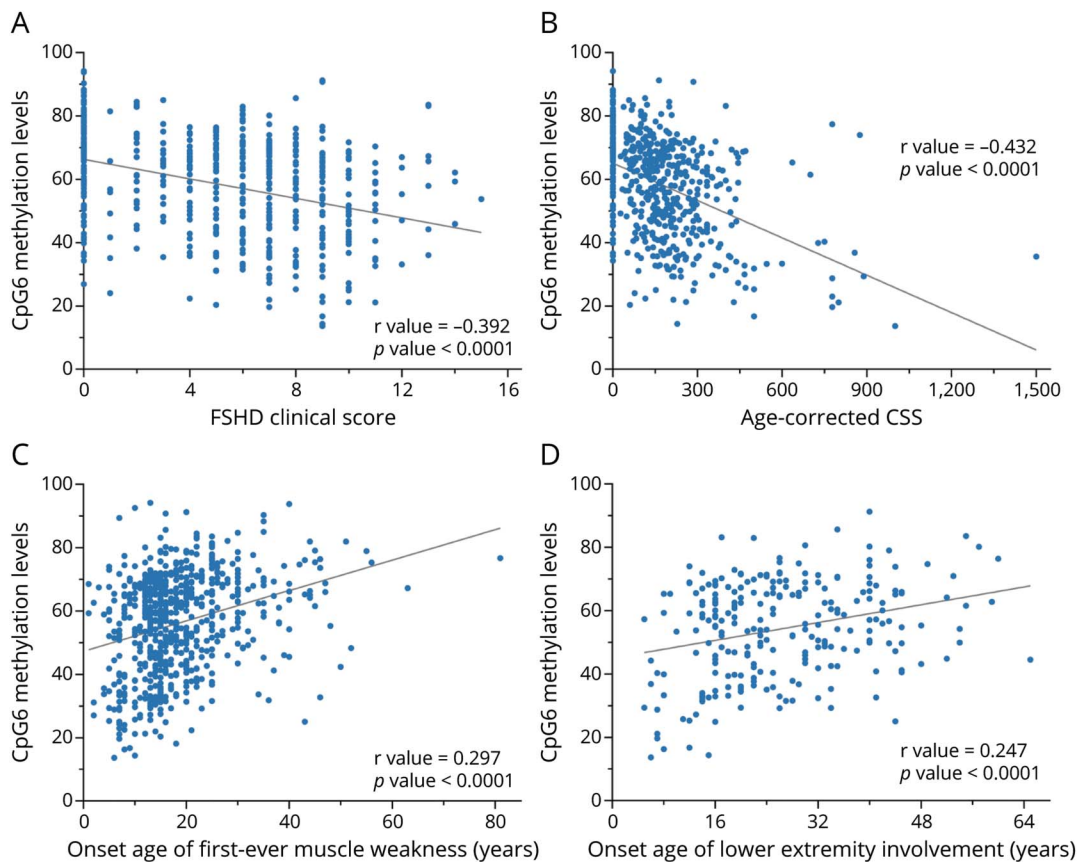 A
CpG6 methylation levels
100
80
60
40
20
0
r value = –0.392
p value < 0.0001
0 4 8 12 16
FSHD clinical score
B
CpG6 methylation levels
100
80
60
40
20
0
r value = –0.432
p value < 0.0001
0 300 600 900 1,200 1,500
Age-corrected CSS
C
CpG6 methylation levels
100
80
60
40
20
0
r value = 0.297
p value < 0.0001
0 20 40 60 80
Onset age of first-ever muscle weakness (years)
D
CpG6 methylation levels
100
80
60
40
20
0
r value = 0.247
p value < 0.0001
0 16 32 48 64
Onset age of lower extremity involvement (years)